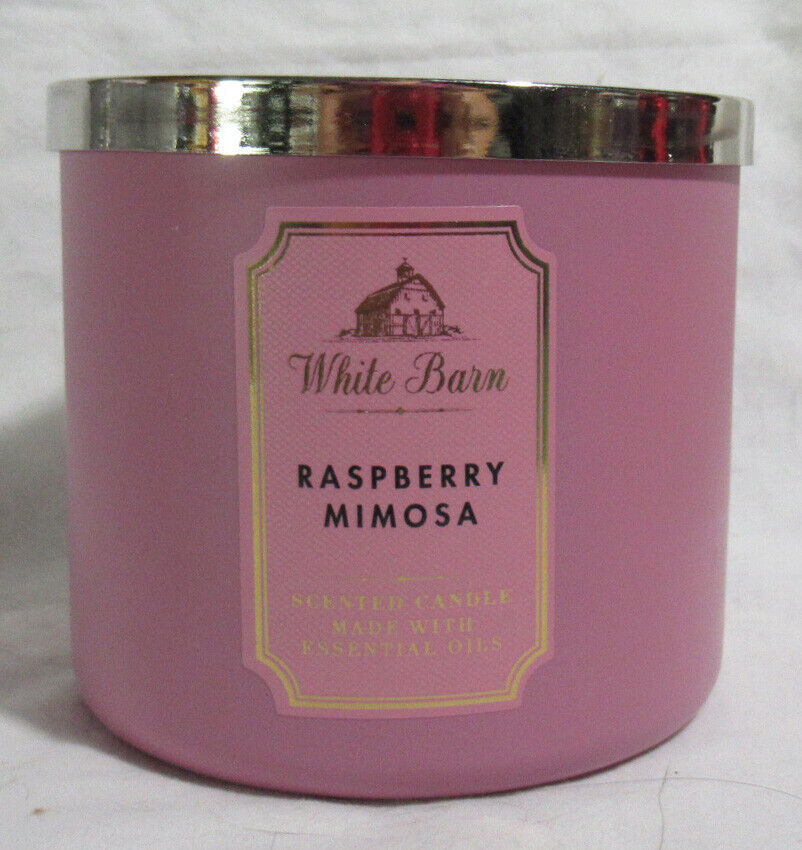 White Barn
RASPBERRY
MIMOSA
SCENTED CANDLE
MADE WITH
ESSENTIAL OILS